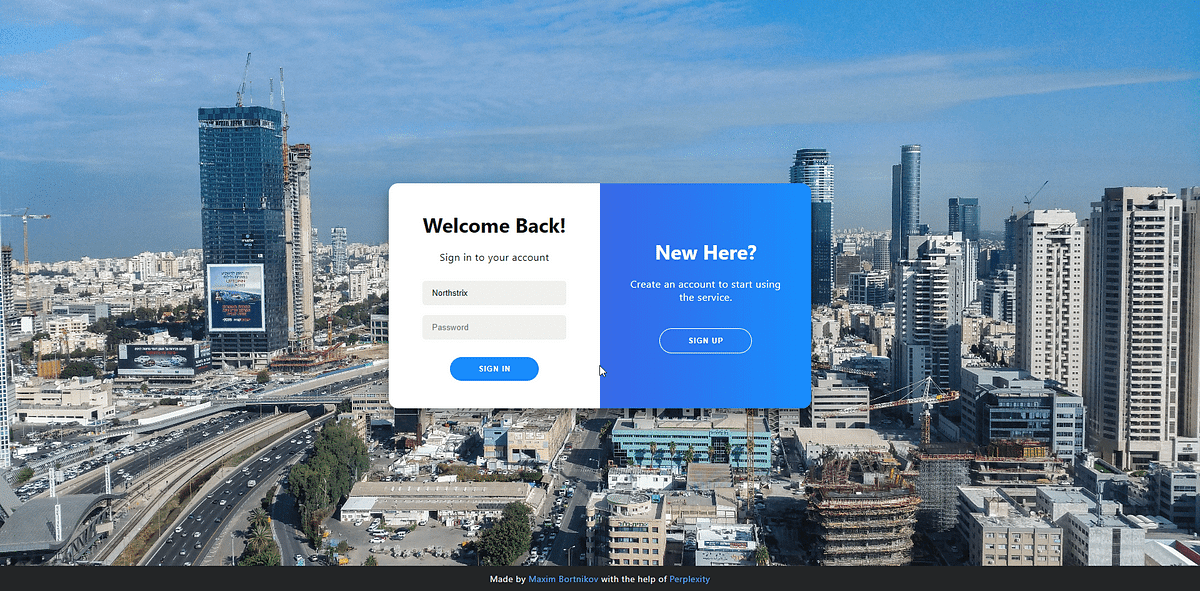 Welcome Back!
Sign in to your account
Northstrix
Password
SIGN IN
New Here?
Create an account to start using
the service.
SIGN UP
Made by Maxim Bortnikov with the help of Perplexity